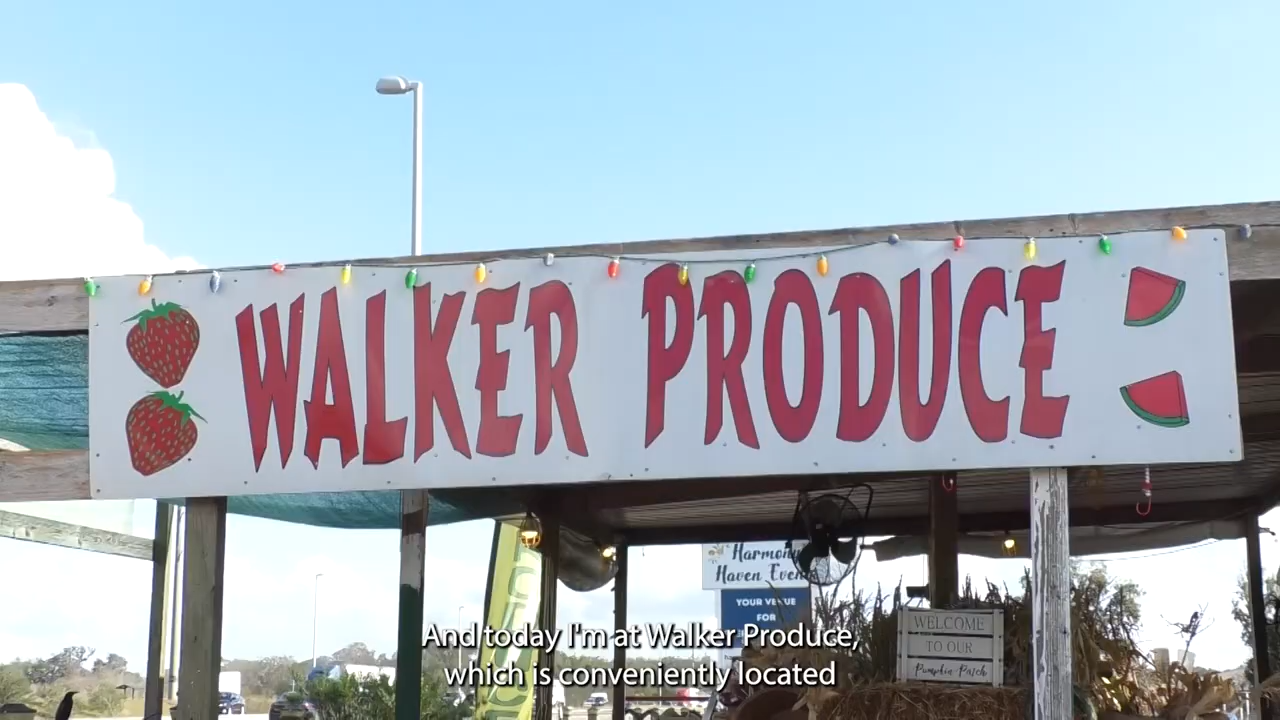 WALKER PRODUCE
Harmony
Haven Event
YOUR VENUE
FOR
WELCOME
TO OUR
Pumpkin Patch
And today I'm at Walker Produce,
which is conveniently located